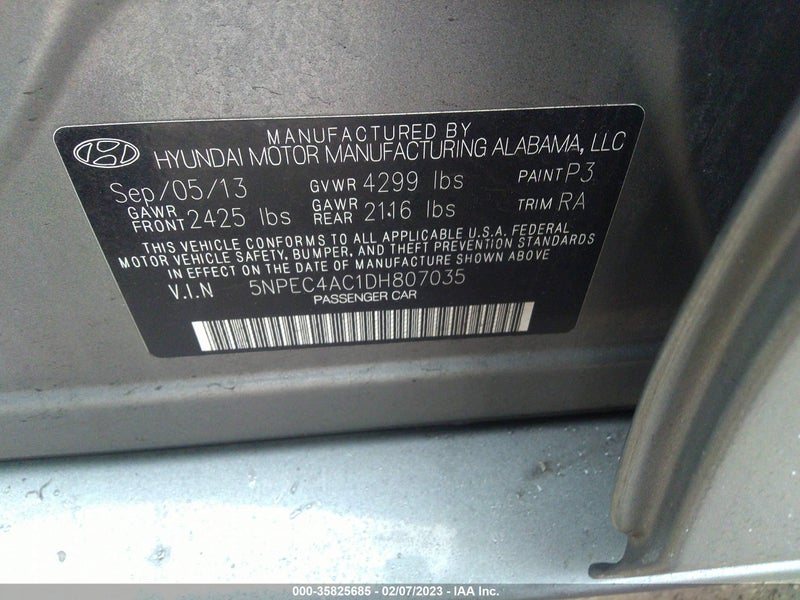 MANUFACTURED BY
HYUNDAI MOTOR MANUFACTURING ALABAMA, LLC
Sep/05/13 GVWR 4299 lbs PAINT P3
GAWR FRONT 2425 lbs GAWR REAR 2116 lbs TRIM RA
THIS VEHICLE CONFORMS TO ALL APPLICABLE U.S.A. FEDERAL
MOTOR VEHICLE SAFETY, BUMPER, AND THEFT PREVENTION STANDARDS
IN EFFECT ON THE DATE OF MANUFACTURE SHOWN ABOVE
V.I.N 5NPEC4AC1DH807035
PASSENGER CAR
000-35825685 - 02/07/2023 - IAA Inc.